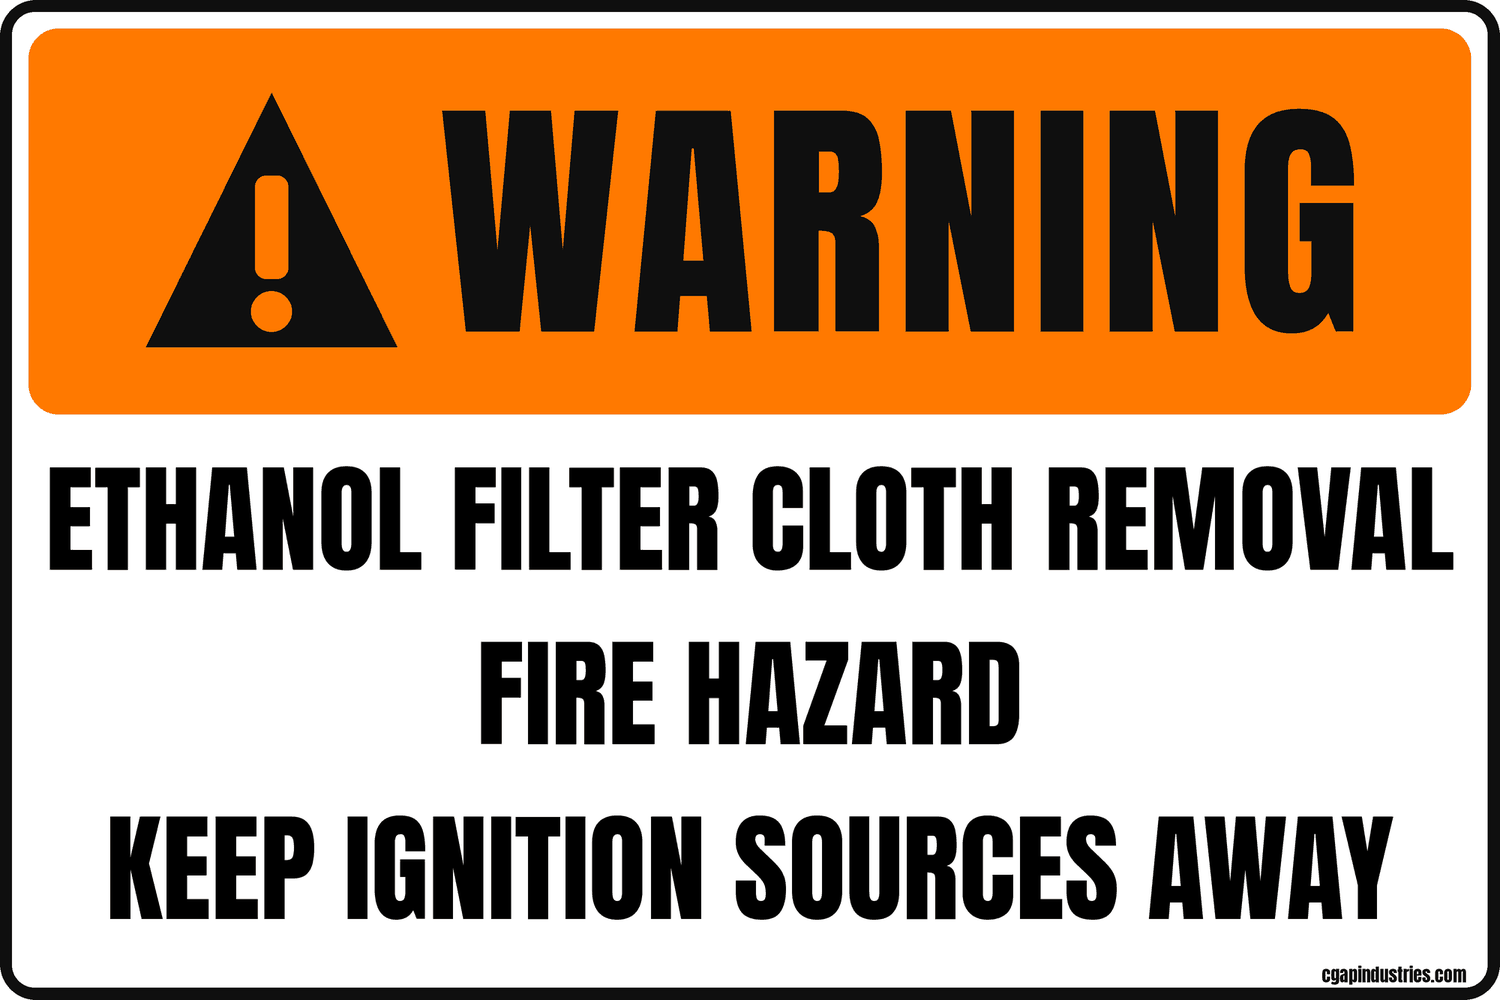 WARNING
ETHANOL FILTER CLOTH REMOVAL
FIRE HAZARD
KEEP IGNITION SOURCES AWAY
cgapindustries.com